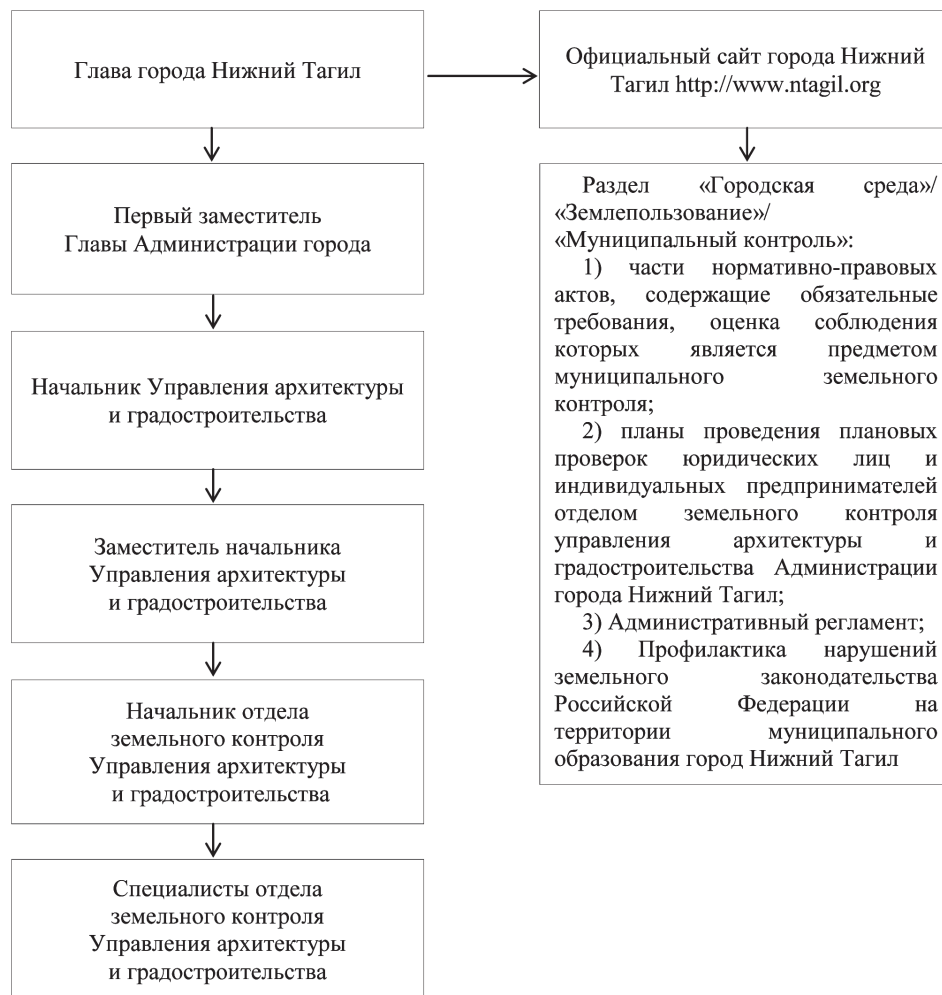 Глава города Нижний Тагил
Официальный сайт города Нижний
Тагил http://www.ntagil.org
Первый заместитель
Главы Администрации города
Начальник Управления архитектуры
и градостроительства
Заместитель начальника
Управления архитектуры
и градостроительства
Начальник отдела
земельного контроля
Управления архитектуры
и градостроительства
Специалисты отдела
земельного контроля
Управления архитектуры
и градостроительства
Раздел «Городская среда»/
«Землепользование»/
«Муниципальный контроль»:
1) части нормативно-правовых
актов, содержащие обязательные
требования, оценка соблюдения
которых является предметом
муниципального земельного
контроля;
2) планы проведения плановых
проверок юридических лиц и
индивидуальных предпринимателей
отделом земельного контроля
управления архитектуры и
градостроительства Администрации
города Нижний Тагил;
3) Административный регламент;
4) Профилактика нарушений
земельного законодательства
Российской Федерации на
территории муниципального
образования город Нижний Тагил